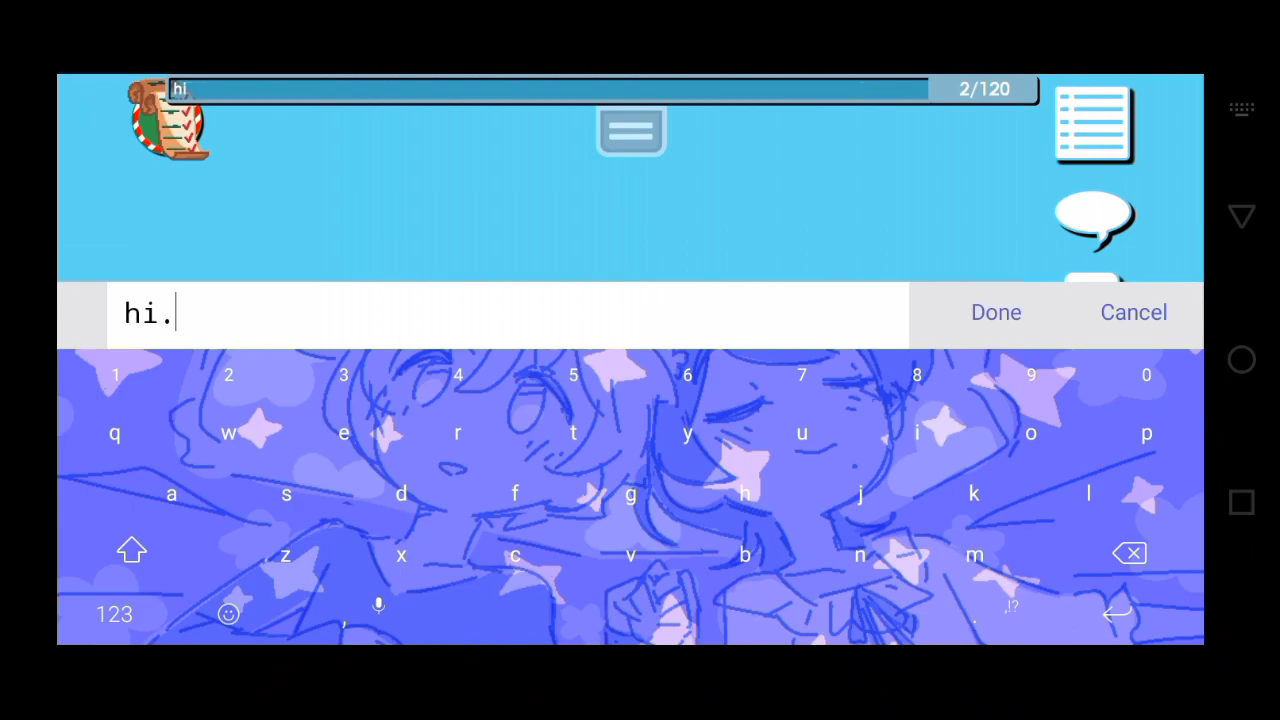 hi
2/120
hi.
Done
Cancel
1 2 3 4 5 6 7 8 9 0
q w e r t y u i o p
a s d f g h j k l
z x c v b n m
123 , . ,!?